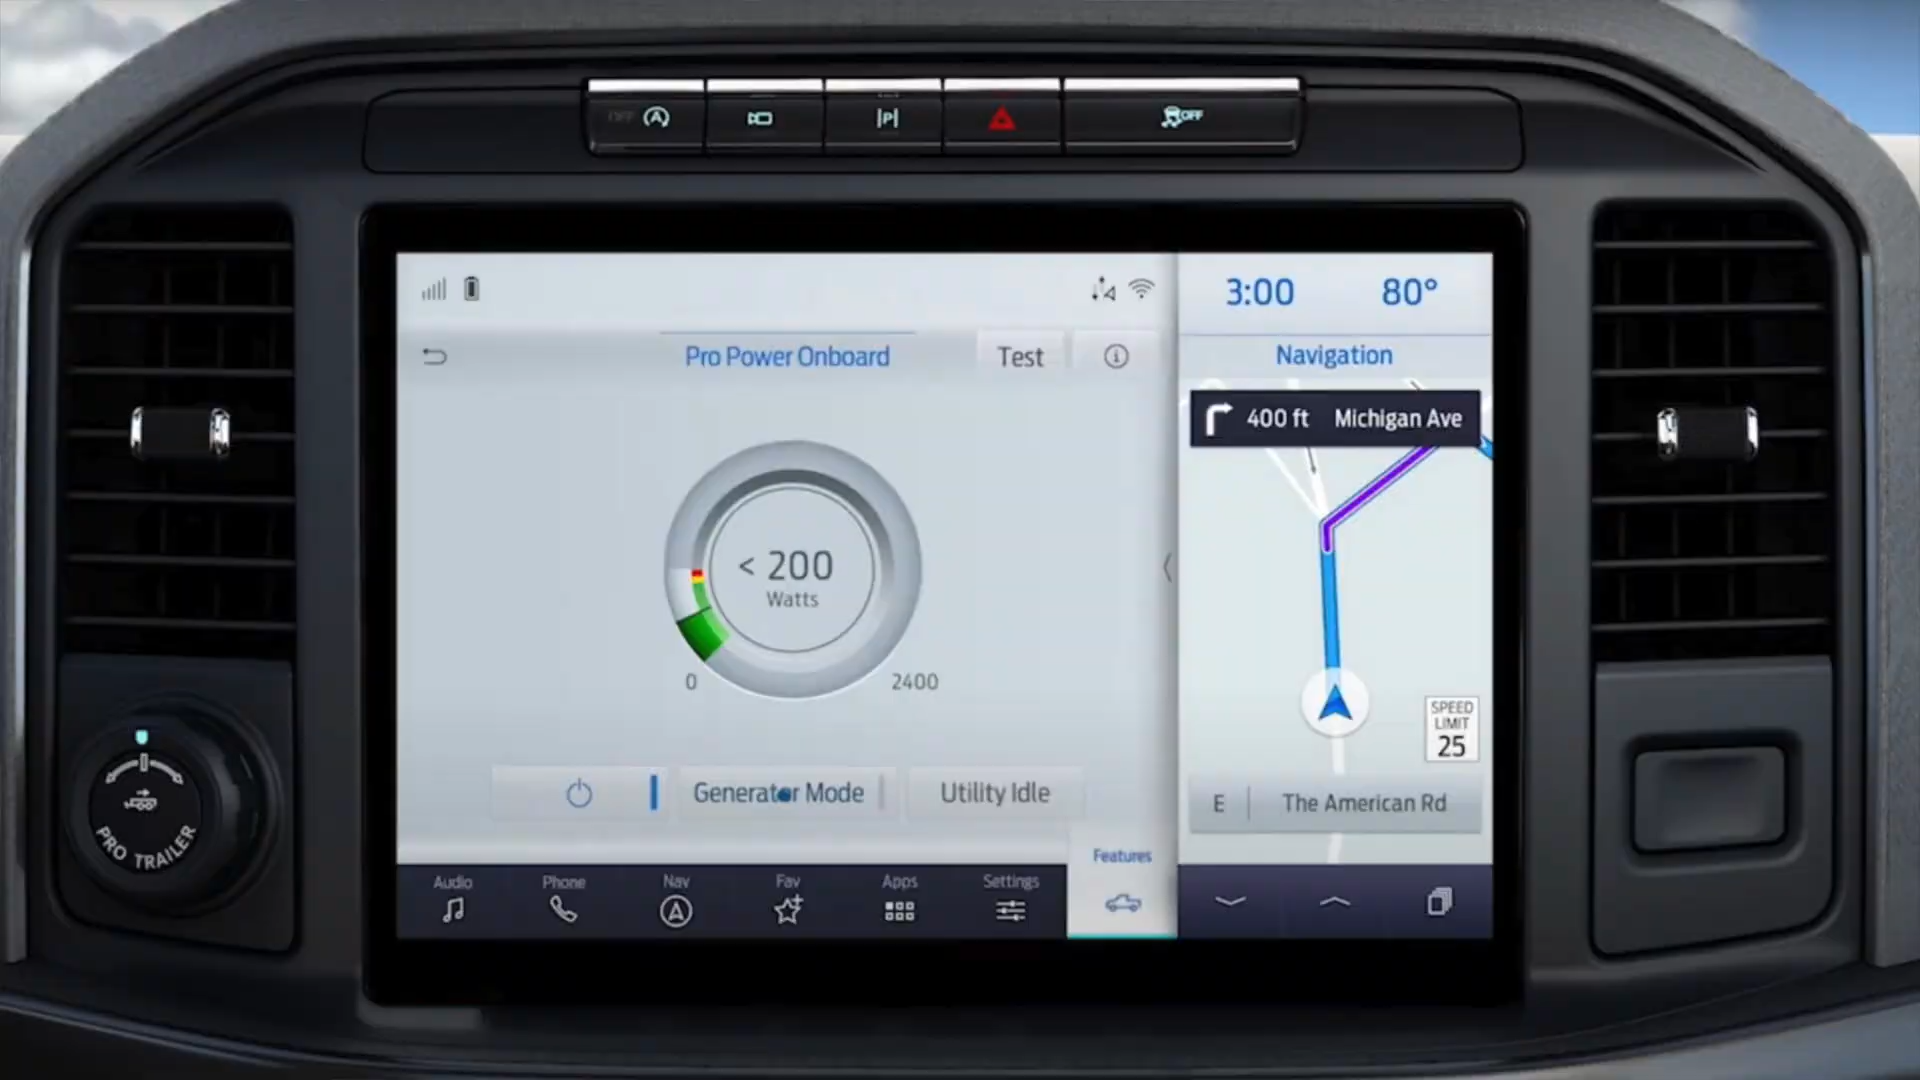 OFF
P
OFF
3:00 80°
Pro Power Onboard Test
Navigation
400 ft Michigan Ave
< 200
Watts
0 2400
SPEED
LIMIT
25
Generator Mode Utility Idle
E The American Rd
Features
Audio Phone Nav Fav Apps Settings
PRO TRAILER